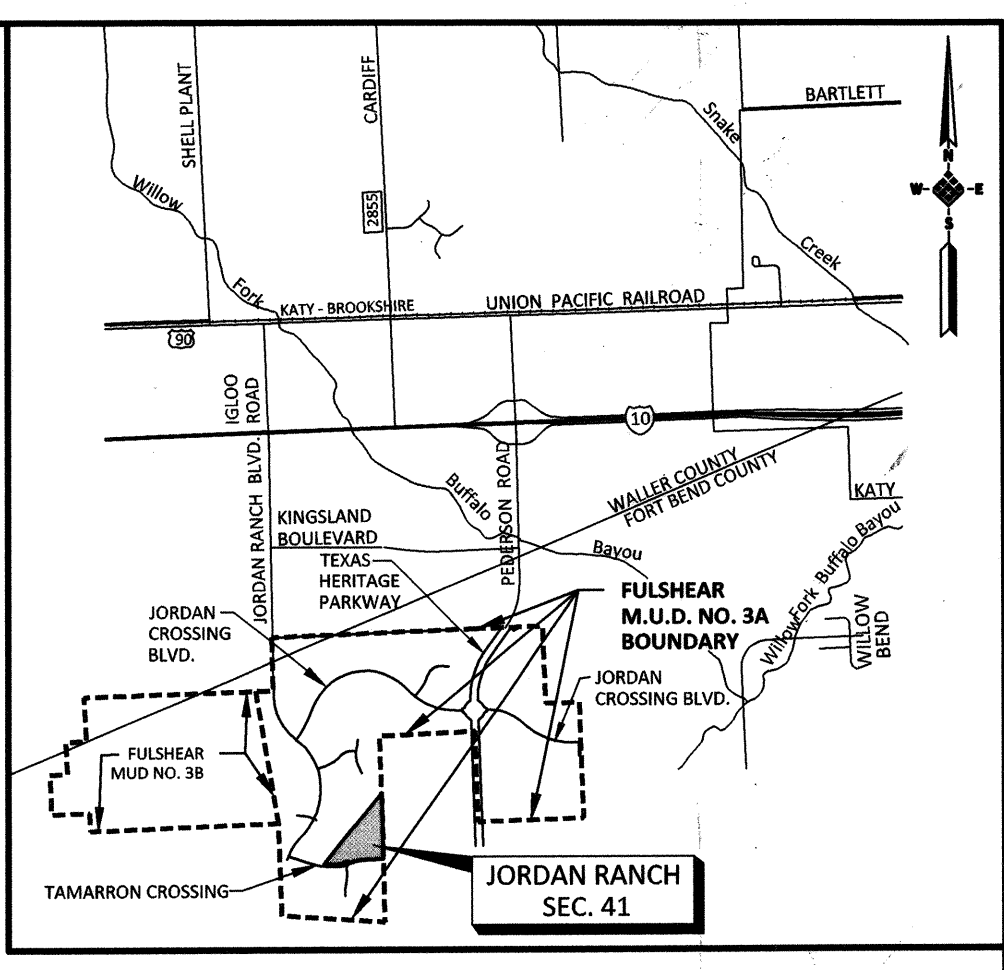 SHELL PLANT
CARDIFF
BARTLETT
Snake
Creek
Willow
Fork
2855
N
W
E
S
KATY - BROOKSHIRE
UNION PACIFIC RAILROAD
90
10
IGLOO
ROAD
JORDAN RANCH BLVD.
PEDERSON ROAD
Buffalo
Bayou
WALLER COUNTY
FORT BEND COUNTY
KATY
KINGSLAND
BOULEVARD
TEXAS
HERITAGE
PARKWAY
Willow Fork Buffalo Bayou
WILLOW
BEND
JORDAN
CROSSING
BLVD.
FULSHEAR
M.U.D. NO. 3A
BOUNDARY
JORDAN
CROSSING BLVD.
FULSHEAR
MUD NO. 3B
TAMARRON CROSSING
JORDAN RANCH
SEC. 41